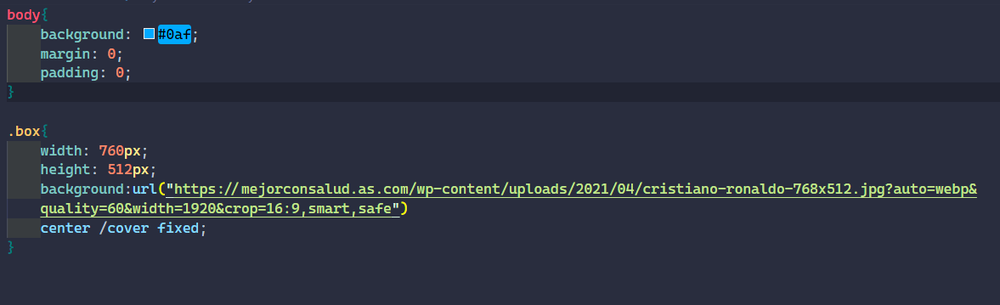 body{
background: #0af;
margin: 0;
padding: 0;
}
.box{
width: 760px;
height: 512px;
background:url("https://mejorconsalud.as.com/wp-content/uploads/2021/04/cristiano-ronaldo-768x512.jpg?auto=webp&
quality=60&width=1920&crop=16:9,smart,safe")
center /cover fixed;
}